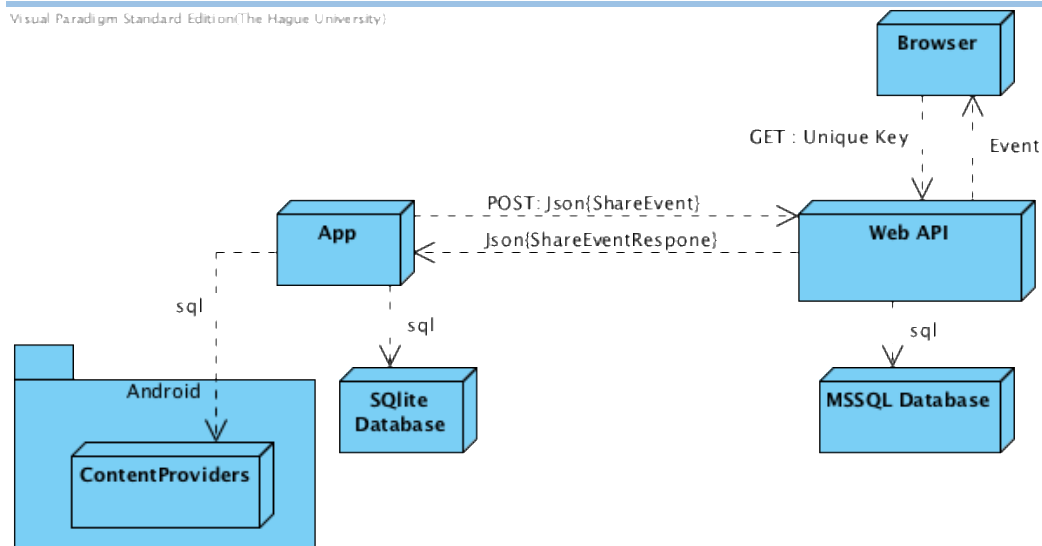 Visual Paradigm Standard Edition(The Hague University)
Browser
GET : Unique Key
Event
POST: Json{ShareEvent}
App
Web API
Json{ShareEventRespone}
sql
sql
sql
Android
SQlite
Database
MSSQL Database
ContentProviders